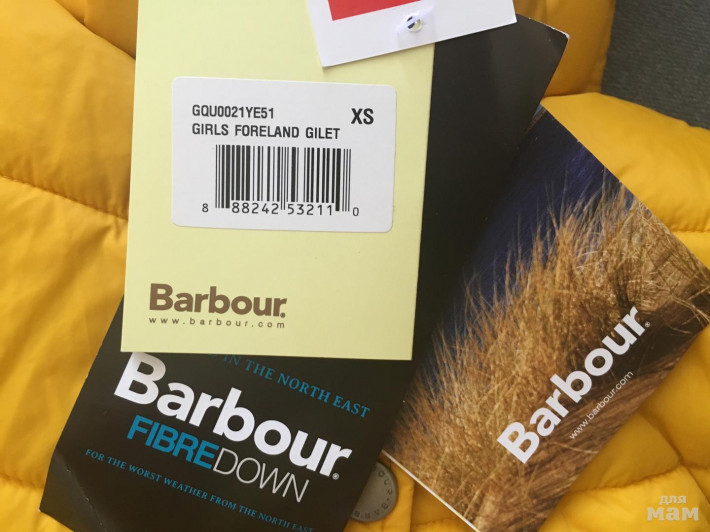 GQU0021YE51 XS
GIRLS FORELAND GILET
8 88242 53211 0
Barbour.
www.barbour.com
IN THE NORTH EAST
Barbour.
FIBREDOWN
FOR THE WORST WEATHER FROM THE NORTH EAST
Barbour.
www.barbour.com
для
мам